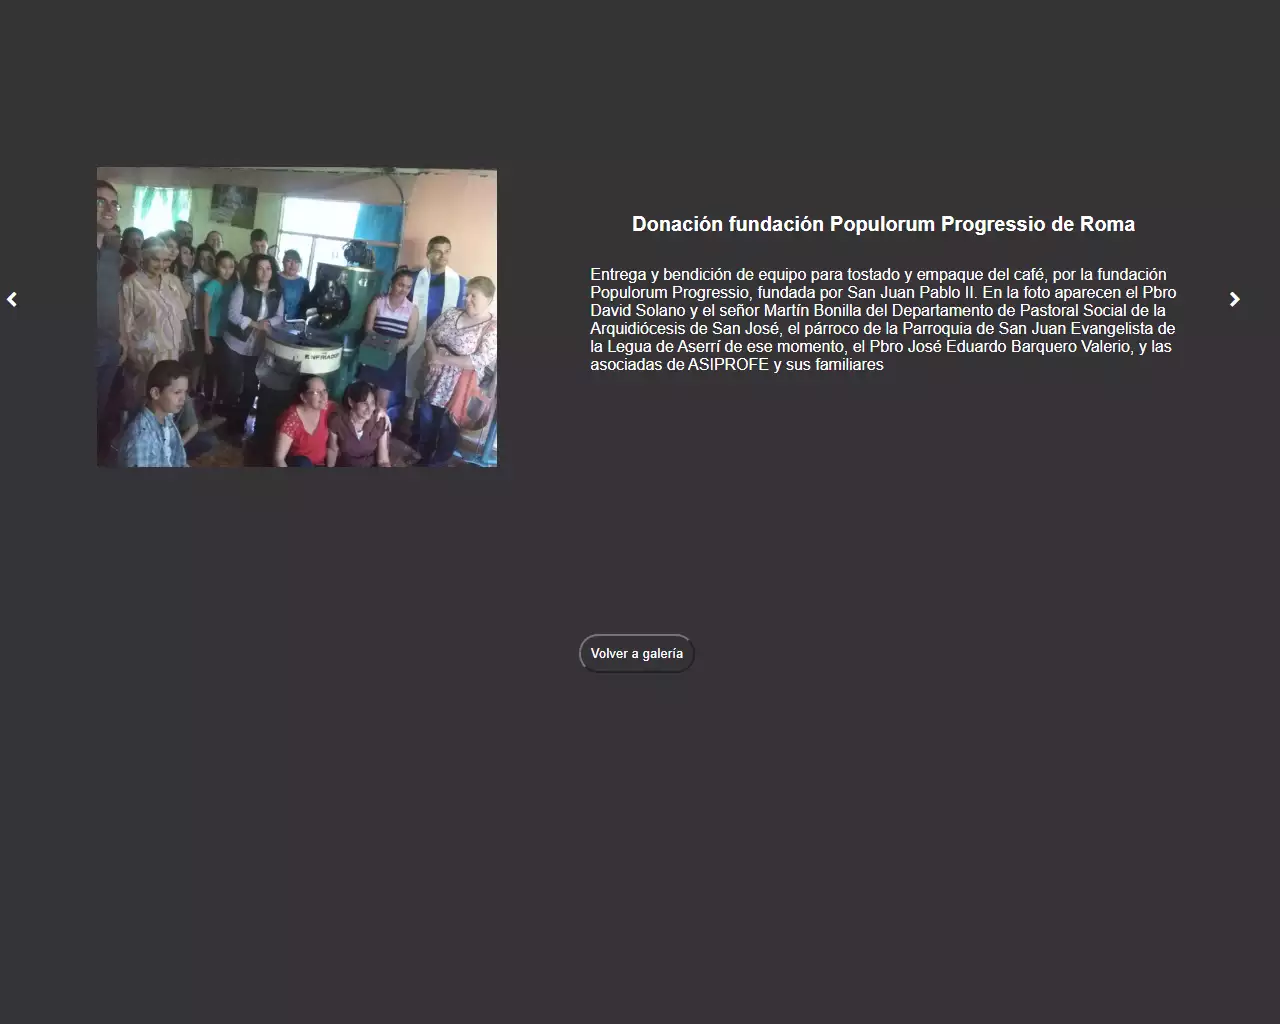 Donación fundación Populorum Progressio de Roma
Entrega y bendición de equipo para tostado y empaque del café, por la fundación
Populorum Progressio, fundada por San Juan Pablo II. En la foto aparecen el Pbro
David Solano y el señor Martín Bonilla del Departamento de Pastoral Social de la
Arquidiócesis de San José, el párroco de la Parroquia de San Juan Evangelista de
la Legua de Aserrí de ese momento, el Pbro José Eduardo Barquero Valerio, y las
asociadas de ASIPROFE y sus familiares
Volver a galería